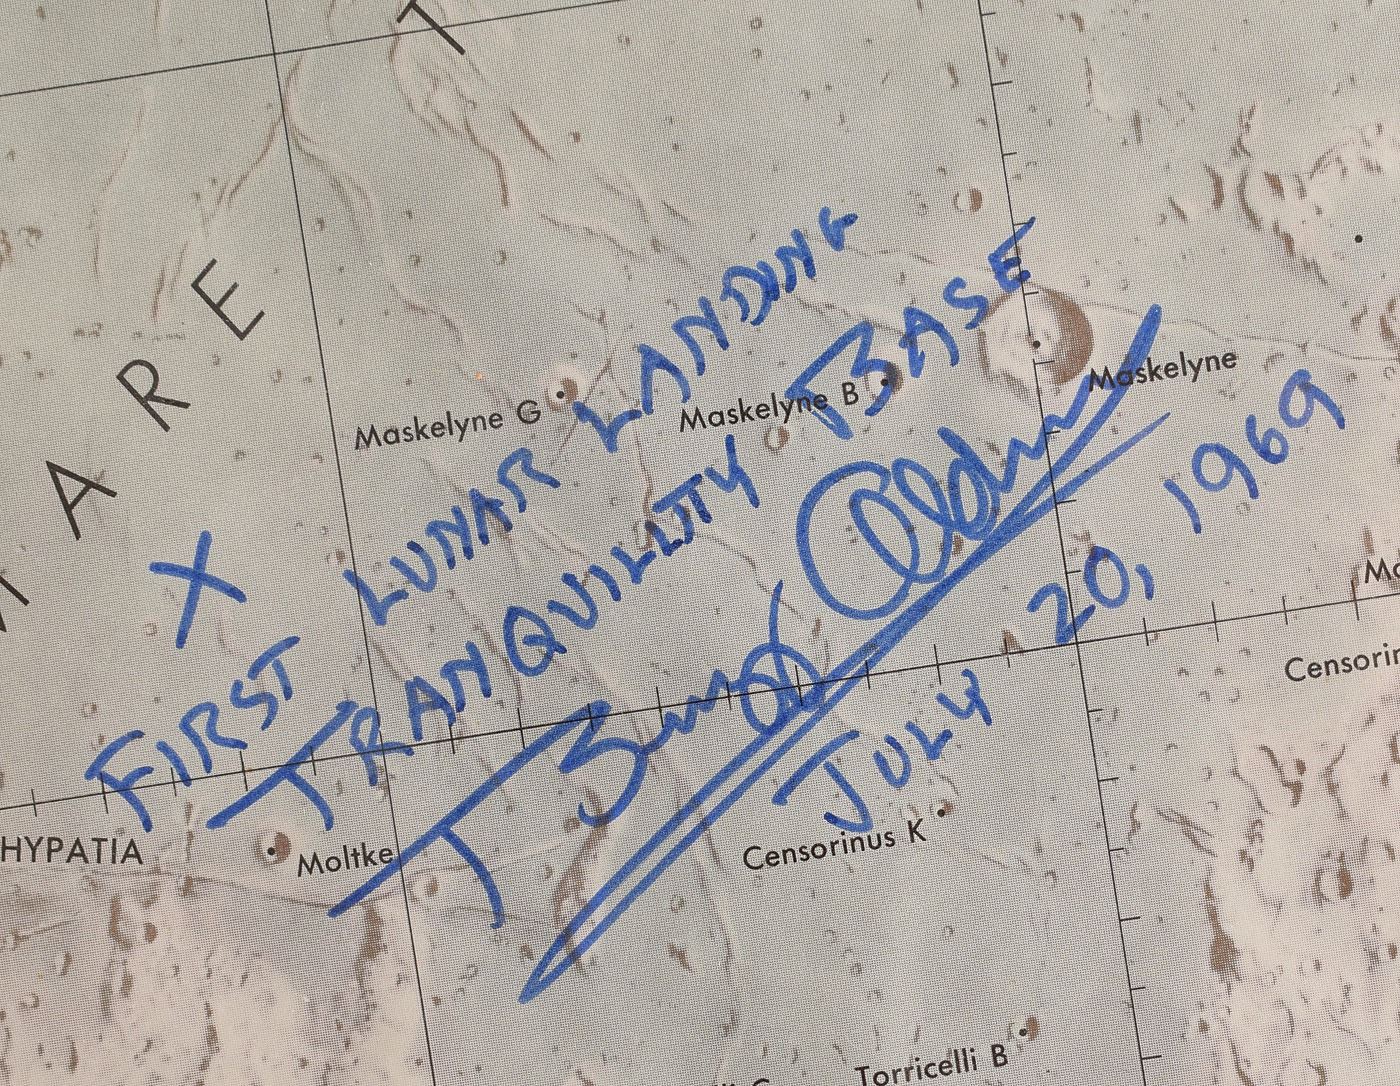 MARE
T
Maskelyne G
Maskelyne B
Maskelyne
X
FIRST LUNAR LANDING
TRANQUILITY BASE
Buzz Aldrin
JULY 20, 1969
HYPATIA
Moltke
Censorinus K
Censorin
Torricelli B